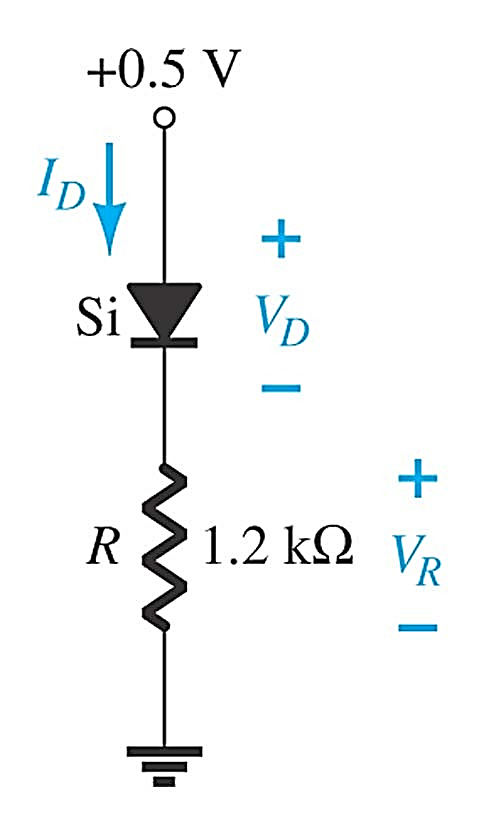 +0.5 V
I_D
+
Si
V_D
−
+
R
1.2 kΩ
V_R
−